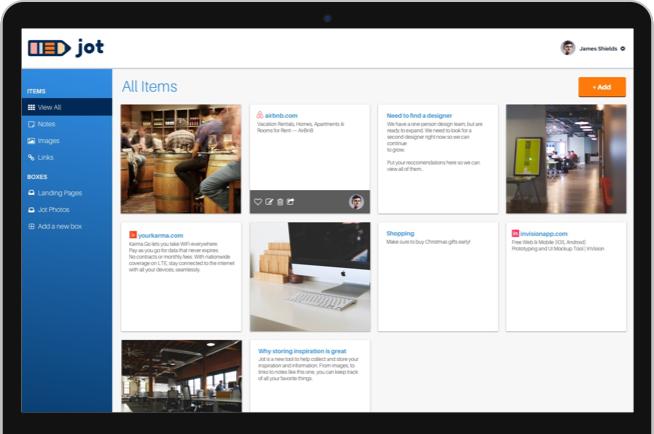 jot
James Shields
ITEMS
View All
Notes
Images
Links
BOXES
Landing Pages
Jot Photos
Add a new box
All Items
+ Add
airbnb.com
Vacation Rentals, Homes, Apartments &
Rooms for Rent — AirBnB
Need to find a designer
We have a one person design team, but are
ready to expand. We need to look for a
second designer right now so we can
continue
to grow.
Put your reccomendations here so we can
view all of them.
yourkarma.com
Karma Go lets you take WiFi everywhere.
Pay as you go for data that never expires.
No contracts or monthly fees. With nationwide
coverage on LTE, stay connected to the internet
with all your devices, seamlessly.
Shopping
Make sure to buy Christmas gifts early!
in
invisionapp.com
Free Web & Mobile (iOS, Android)
Prototyping and UI Mockup Tool | InVision
Why storing inspiration is great
Jot is a new tool to help collect and store your
inspiration and information. From images, to
links to notes like this one, you can keep track
of all your favorite things.